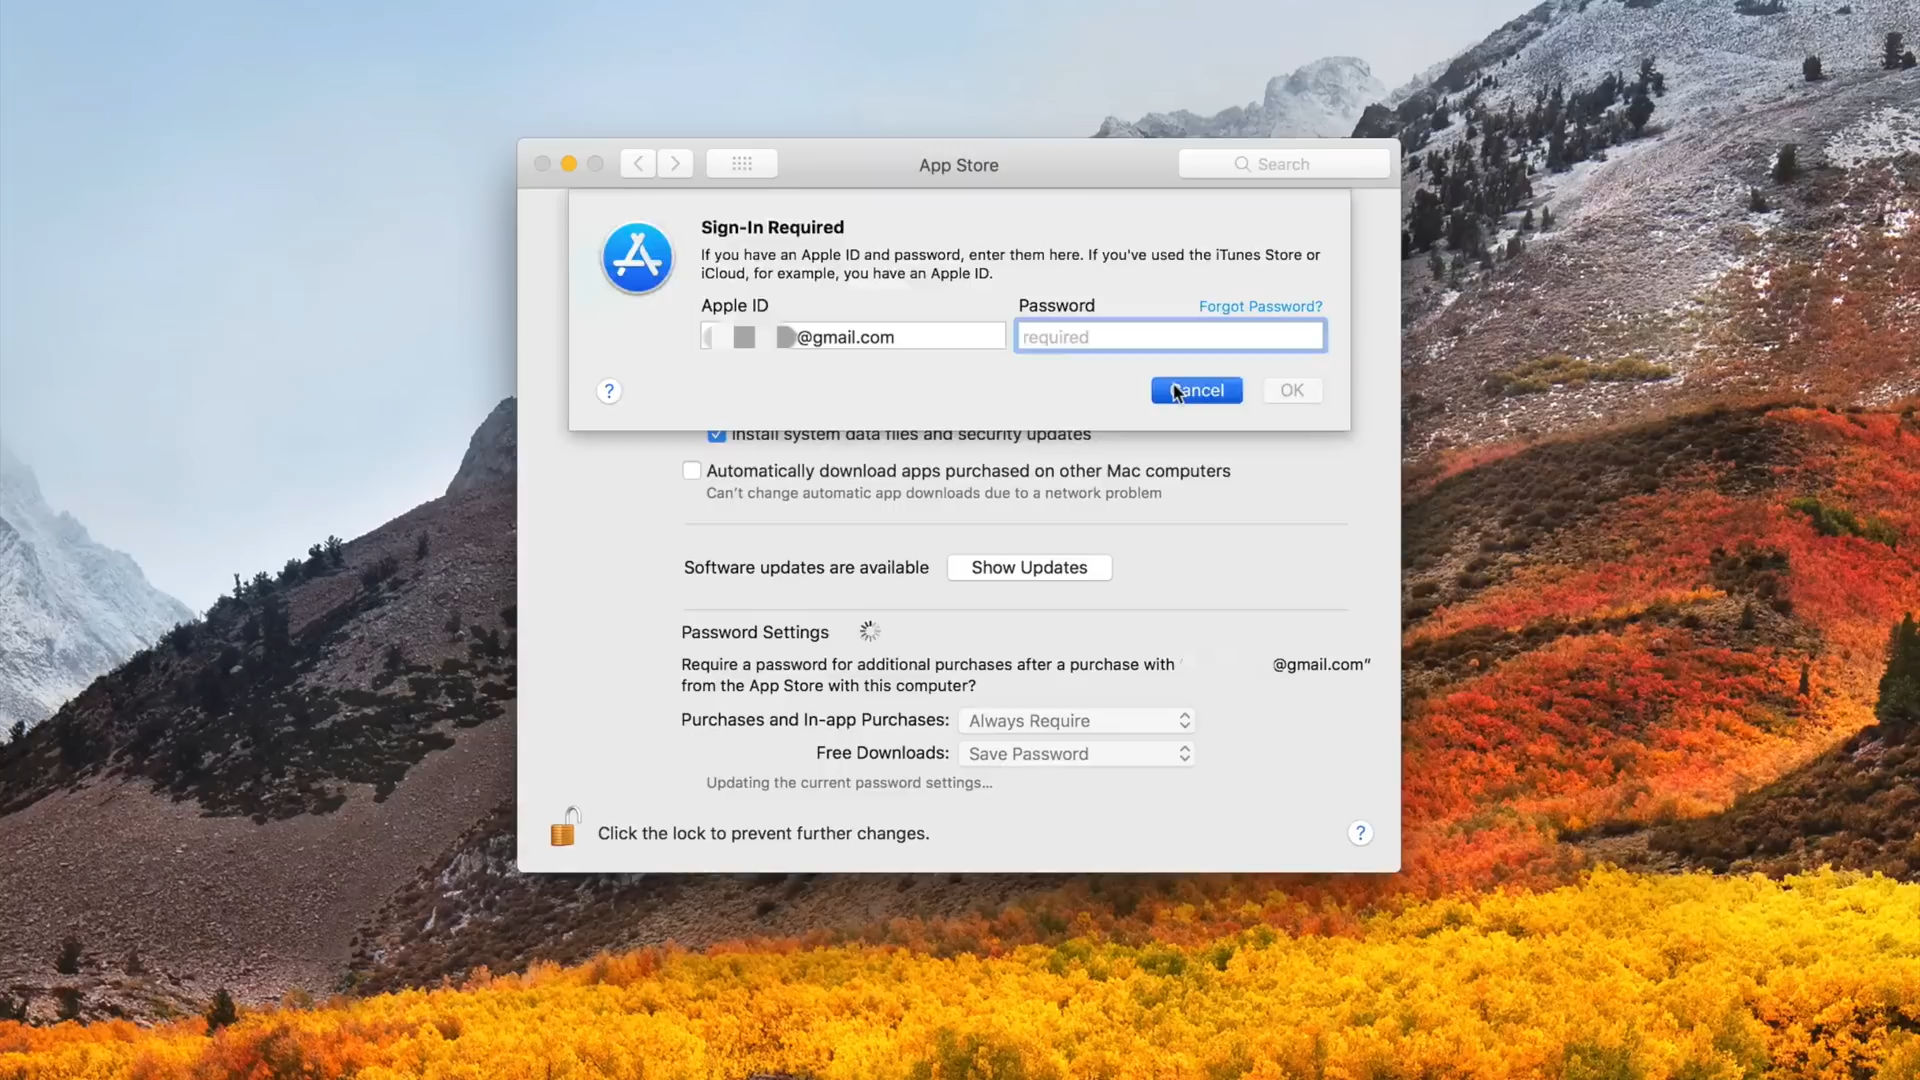 App Store
Search
Sign-In Required
If you have an Apple ID and password, enter them here. If you've used the iTunes Store or
iCloud, for example, you have an Apple ID.
Apple ID
Password
Forgot Password?
@gmail.com
required
?
Cancel
OK
Install system data files and security updates
Automatically download apps purchased on other Mac computers
Can't change automatic app downloads due to a network problem
Software updates are available
Show Updates
Password Settings
Require a password for additional purchases after a purchase with @gmail.com”
from the App Store with this computer?
Purchases and In-app Purchases:
Always Require
Free Downloads:
Save Password
Updating the current password settings…
Click the lock to prevent further changes.
?